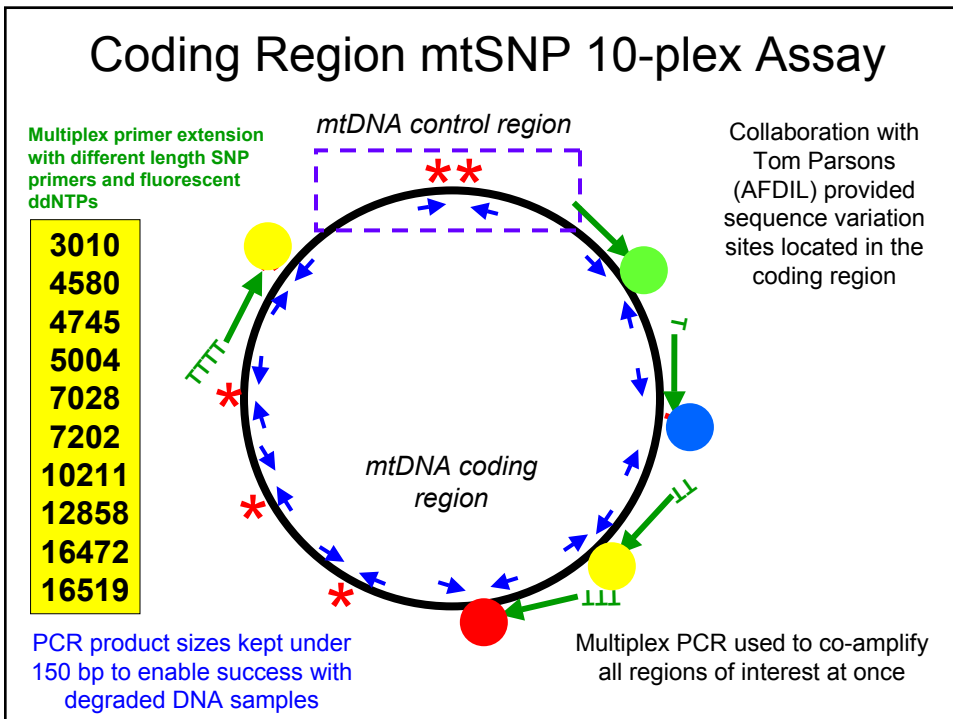 Coding Region mtSNP 10-plex Assay
Multiplex primer extension
with different length SNP
primers and fluorescent
ddNTPs
mtDNA control region
Collaboration with
Tom Parsons
(AFDIL) provided
sequence variation
sites located in the
coding region
3010
4580
4745
5004
7028
7202
10211
12858
16472
16519
**
TTTT
T
*
mtDNA coding
region
TT
*
*
TTT
PCR product sizes kept under
150 bp to enable success with
degraded DNA samples
Multiplex PCR used to co-amplify
all regions of interest at once